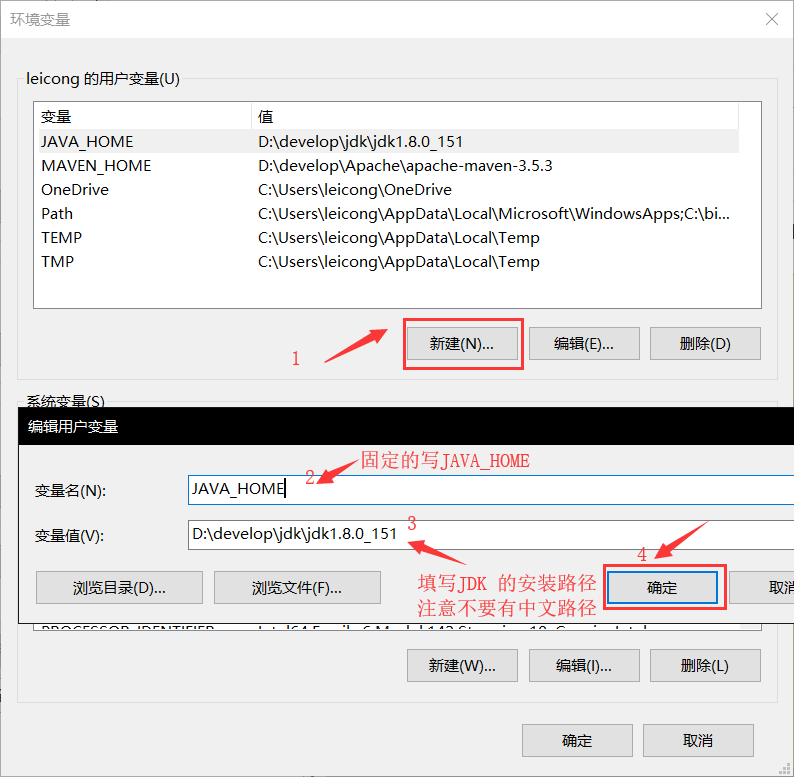 环境变量
leicong 的用户变量(U)
变量 值
JAVA_HOME D:\develop\jdk\jdk1.8.0_151
MAVEN_HOME D:\develop\Apache\apache-maven-3.5.3
OneDrive C:\Users\leicong\OneDrive
Path C:\Users\leicong\AppData\Local\Microsoft\WindowsApps;C:\bi...
TEMP C:\Users\leicong\AppData\Local\Temp
TMP C:\Users\leicong\AppData\Local\Temp
1 新建(N)... 编辑(E)... 删除(D)
系统变量(S)
编辑用户变量
2 固定的写JAVA_HOME
变量名(N): JAVA_HOME
3
变量值(V): D:\develop\jdk\jdk1.8.0_151
4
浏览目录(D)... 浏览文件(F)... 填写JDK 的安装路径 确定 取消
注意不要有中文路径
PROCESSOR_IDENTIFIER
新建(W)... 编辑(I)... 删除(L)
确定 取消